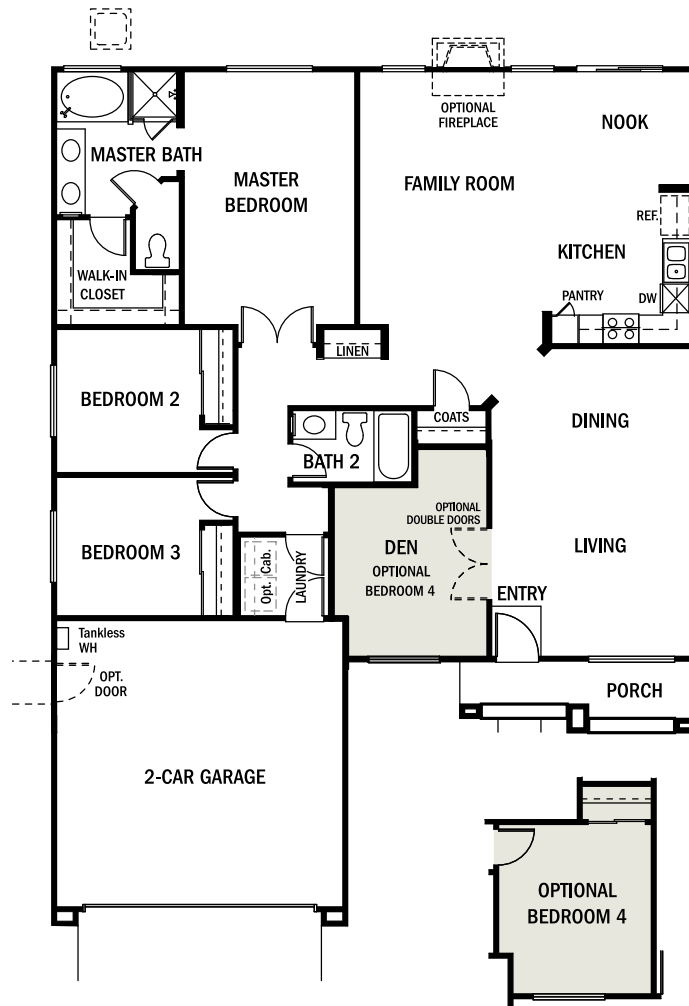 OPTIONAL
FIREPLACE
NOOK
MASTER BATH
MASTER
BEDROOM
FAMILY ROOM
REF.
KITCHEN
WALK-IN
CLOSET
PANTRY
DW
LINEN
BEDROOM 2
COATS
DINING
BATH 2
OPTIONAL
DOUBLE DOORS
BEDROOM 3
DEN
OPTIONAL
BEDROOM 4
LIVING
Opt. Cab.
LAUNDRY
ENTRY
Tankless
WH
OPT.
DOOR
PORCH
2-CAR GARAGE
OPTIONAL
BEDROOM 4